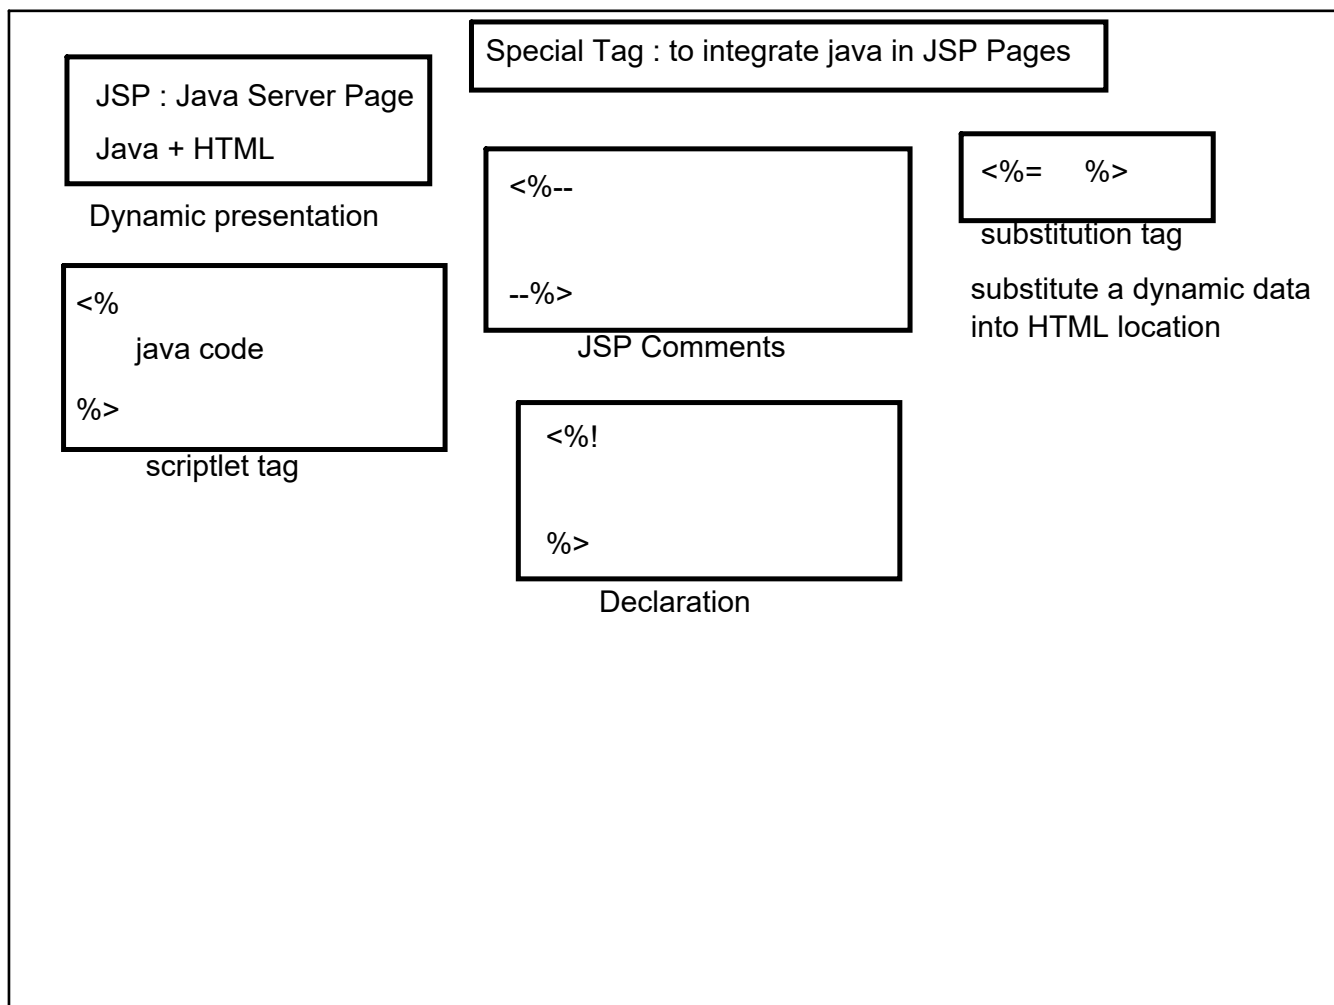 Special Tag : to integrate java in JSP Pages
JSP : Java Server Page
Java + HTML
Dynamic presentation
<%
java code
%>
scriptlet tag
<%--
--%>
JSP Comments
<%!
%>
Declaration
<%= %>
substitution tag
substitute a dynamic data
into HTML location